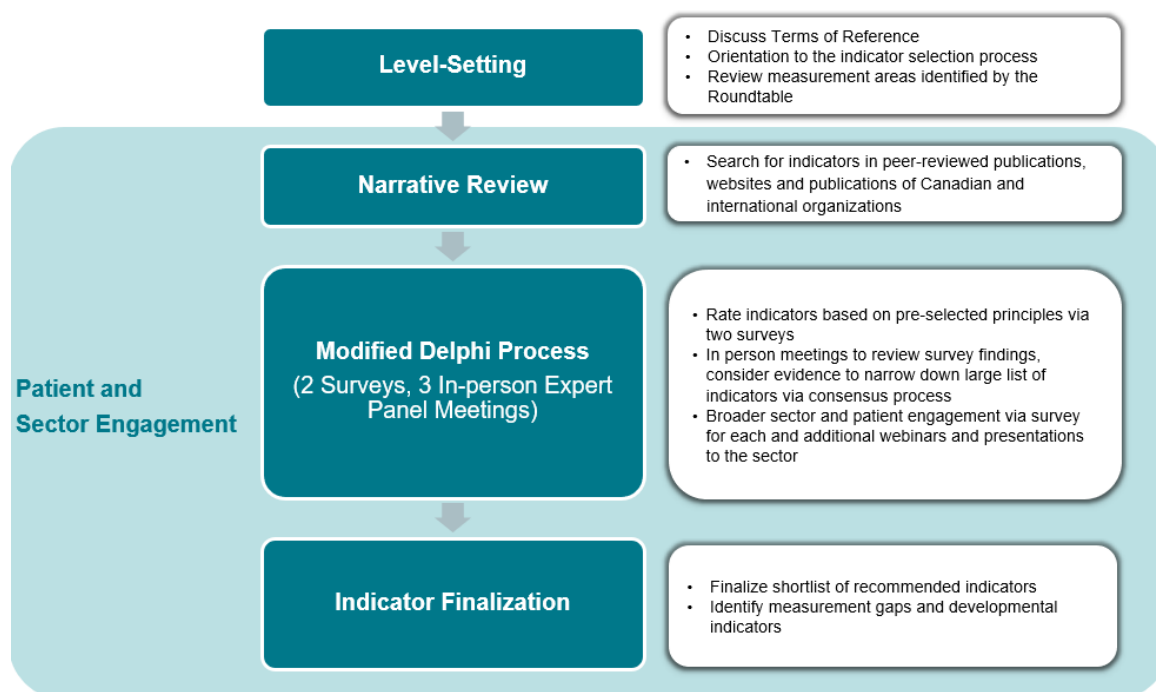 Level-Setting
• Discuss Terms of Reference
• Orientation to the indicator selection process
• Review measurement areas identified by the
Roundtable
Narrative Review
• Search for indicators in peer-reviewed publications,
websites and publications of Canadian and
international organizations
Patient and
Sector Engagement
Modified Delphi Process
(2 Surveys, 3 In-person Expert
Panel Meetings)
• Rate indicators based on pre-selected principles via
two surveys
• In person meetings to review survey findings,
consider evidence to narrow down large list of
indicators via consensus process
• Broader sector and patient engagement via survey
for each and additional webinars and presentations
to the sector
Indicator Finalization
• Finalize shortlist of recommended indicators
• Identify measurement gaps and developmental
indicators